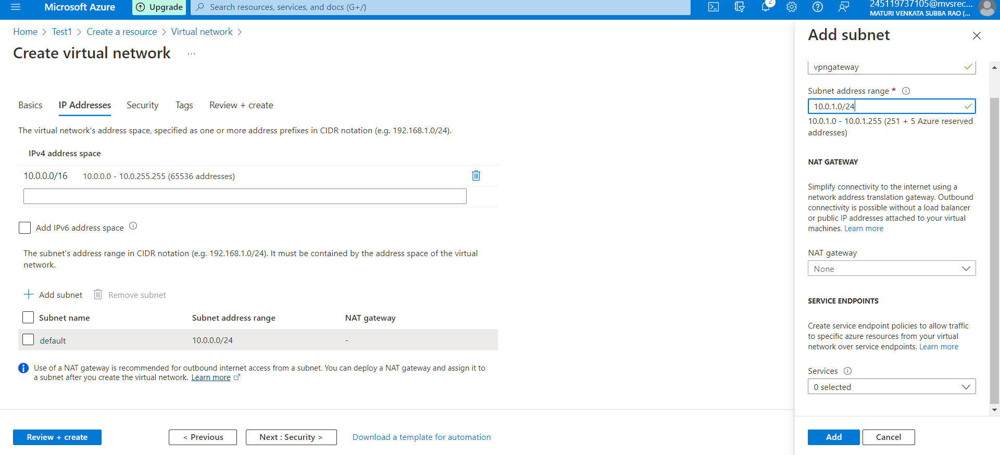 Microsoft Azure
Upgrade
Search resources, services, and docs (G+/)
2
245119737105@mvsrec...
MATURI VENKATA SUBBA RAO (...
Home > Test1 > Create a resource > Virtual network >
Create virtual network ...
Basics IP Addresses Security Tags Review + create
The virtual network's address space, specified as one or more address prefixes in CIDR notation (e.g. 192.168.1.0/24).
IPv4 address space
10.0.0.0/16 10.0.0.0 - 10.0.255.255 (65536 addresses)
Add IPv6 address space
The subnet's address range in CIDR notation (e.g. 192.168.1.0/24). It must be contained by the address space of the virtual
network.
Add subnet Remove subnet
Subnet name Subnet address range NAT gateway
default 10.0.0.0/24 -
Use of a NAT gateway is recommended for outbound internet access from a subnet. You can deploy a NAT gateway and assign it to
a subnet after you create the virtual network. Learn more
Review + create < Previous Next : Security > Download a template for automation
Add subnet
vpngateway
Subnet address range *
10.0.1.0/24
10.0.1.0 - 10.0.1.255 (251 + 5 Azure reserved
addresses)
NAT GATEWAY
Simplify connectivity to the internet using a
network address translation gateway. Outbound
connectivity is possible without a load balancer
or public IP addresses attached to your virtual
machines. Learn more
NAT gateway
None
SERVICE ENDPOINTS
Create service endpoint policies to allow traffic
to specific azure resources from your virtual
network over service endpoints. Learn more
Services
0 selected
Add Cancel